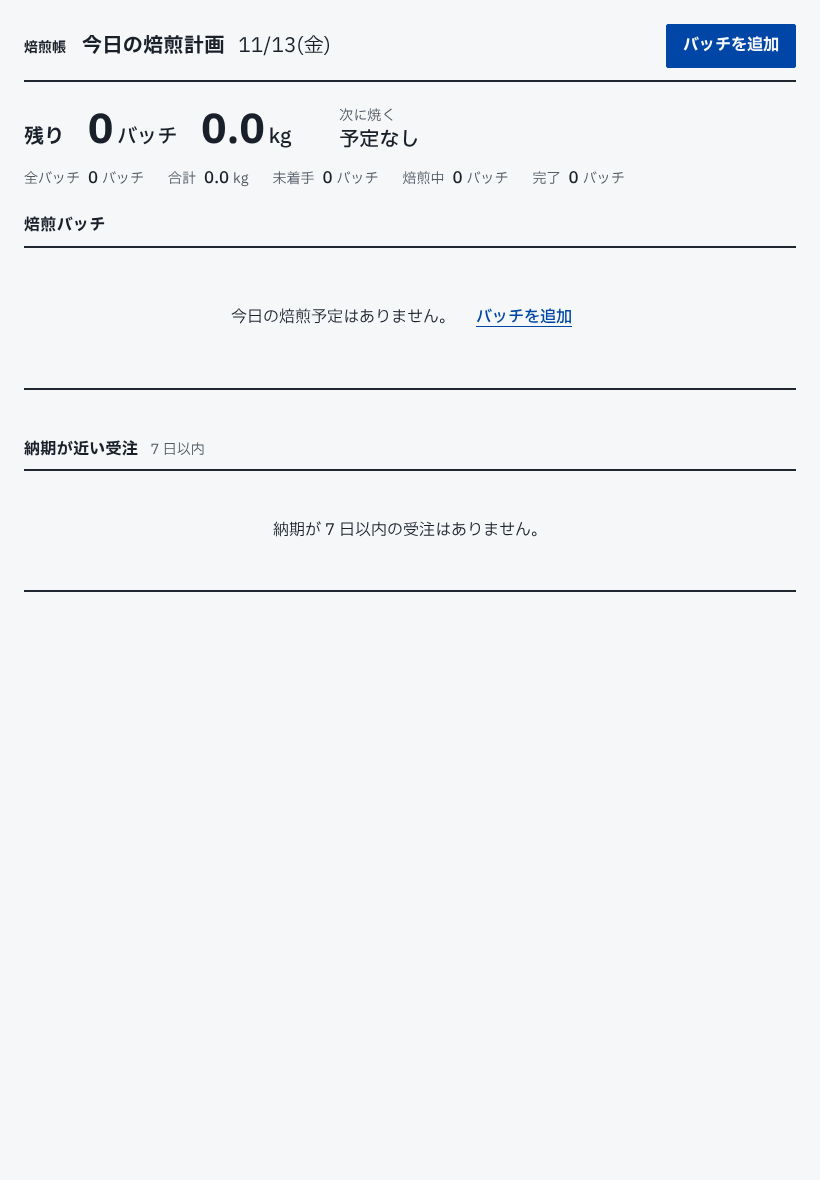 焙煎帳 今日の焙煎計画 11/13(金) バッチを追加
残り 0 バッチ 0.0 kg 次に焼く 予定なし
全バッチ 0 バッチ 合計 0.0 kg 未着手 0 バッチ 焙煎中 0 バッチ 完了 0 バッチ
焙煎バッチ
今日の焙煎予定はありません。 バッチを追加
納期が近い受注 7 日以内
納期が 7 日以内の受注はありません。